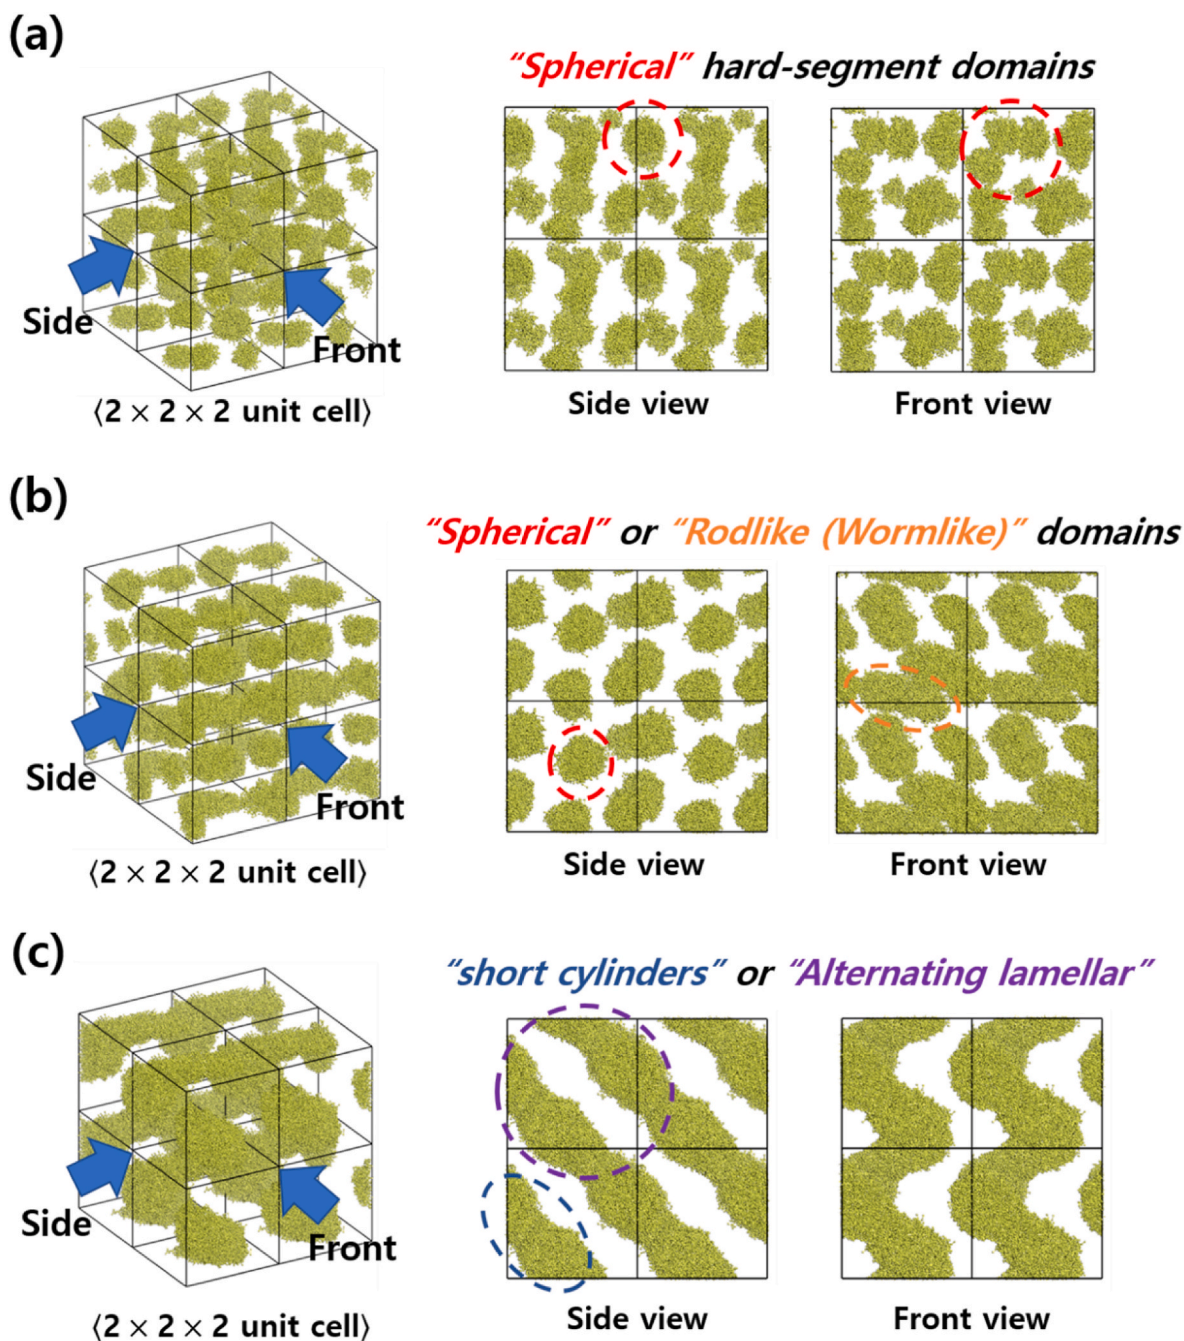 (a)
“Spherical” hard-segment domains
Side
Front
⟨2 × 2 × 2 unit cell⟩
Side view
Front view
(b)
“Spherical” or “Rodlike (Wormlike)” domains
Side
Front
⟨2 × 2 × 2 unit cell⟩
Side view
Front view
(c)
“short cylinders” or “Alternating lamellar”
Side
Front
⟨2 × 2 × 2 unit cell⟩
Side view
Front view